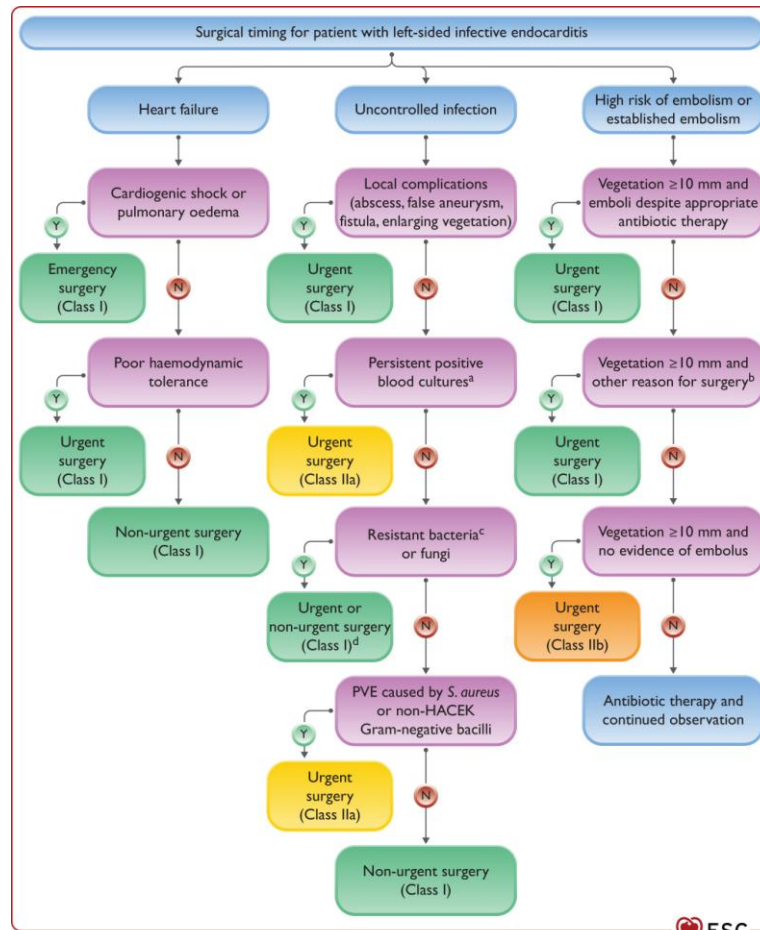 Surgical timing for patient with left-sided infective endocarditis
Heart failure
Uncontrolled infection
High risk of embolism or
established embolism
Cardiogenic shock or
pulmonary oedema
Local complications
(abscess, false aneurysm,
fistula, enlarging vegetation)
Vegetation ≥10 mm and
emboli despite appropriate
antibiotic therapy
Y
Y
Y
Emergency
surgery
(Class I)
N
Urgent
surgery
(Class I)
N
Urgent
surgery
(Class I)
N
Poor haemodynamic
tolerance
Persistent positive
blood culturesᵃ
Vegetation ≥10 mm and
other reason for surgeryᵇ
Y
Y
Y
Urgent
surgery
(Class I)
N
Urgent
surgery
(Class IIa)
N
Urgent
surgery
(Class I)
N
Non-urgent surgery
(Class I)
Resistant bacteriaᶜ
or fungi
Vegetation ≥10 mm and
no evidence of embolus
Y
Y
Urgent or
non-urgent surgery
(Class I)ᵈ
N
Urgent
surgery
(Class IIb)
N
PVE caused by S. aureus
or non-HACEK
Gram-negative bacilli
Antibiotic therapy and
continued observation
Y
Urgent
surgery
(Class IIa)
N
Non-urgent surgery
(Class I)
ESC